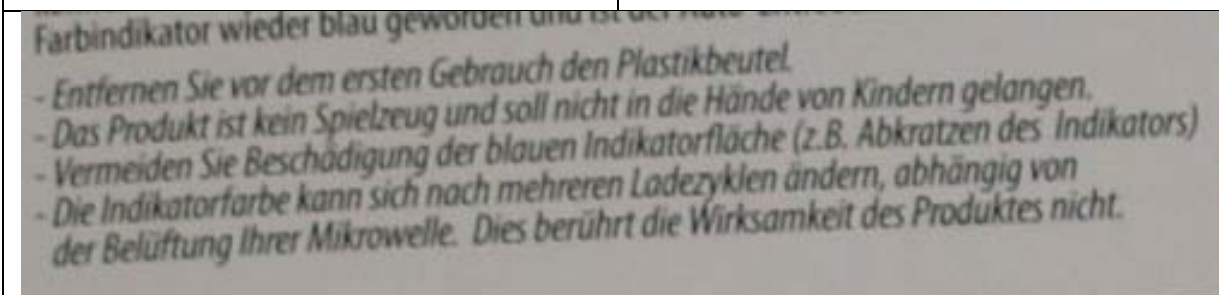 Farbindikator wieder blau geworden und ist der
- Entfernen Sie vor dem ersten Gebrauch den Plastikbeutel.
- Das Produkt ist kein Spielzeug und soll nicht in die Hände von Kindern gelangen.
- Vermeiden Sie Beschädigung der blauen Indikatorfläche (z.B. Abkratzen des Indikators)
- Die Indikatorfarbe kann sich nach mehreren Ladezyklen ändern, abhängig von
der Belüftung Ihrer Mikrowelle. Dies berührt die Wirksamkeit des Produktes nicht.